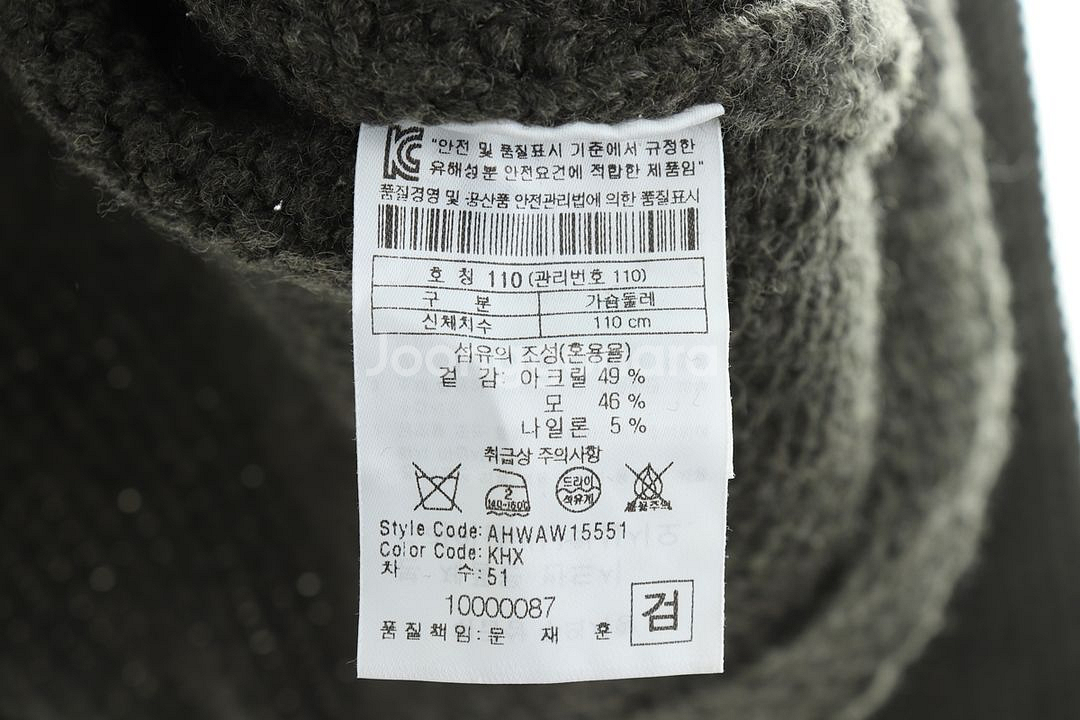 "안전 및 품질표시 기준에서 규정한
유해성분 안전요건에 적합한 제품임"
품질경영 및 공산품 안전관리법에 의한 품질표시
호 칭 110 (관리번호 110)
구 분 가슴둘레
신체치수 110 cm
섬유의 조성(혼용율)
겉 감: 아크릴 49 %
모 46 %
나일론 5 %
취급상 주의사항
2
140~160℃
드라이
석유계
Style Code: AHWAW15551
Color Code: KHX
차 수: 51
10000087
검
품질책임: 문 재 훈